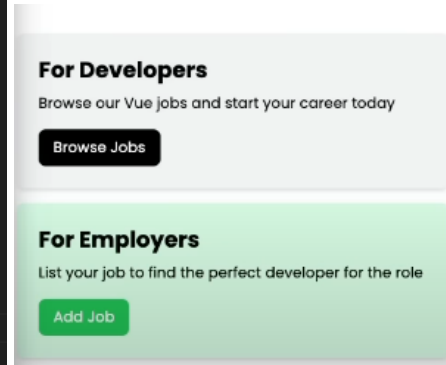 For Developers
Browse our Vue jobs and start your career today
Browse Jobs
For Employers
List your job to find the perfect developer for the role
Add Job